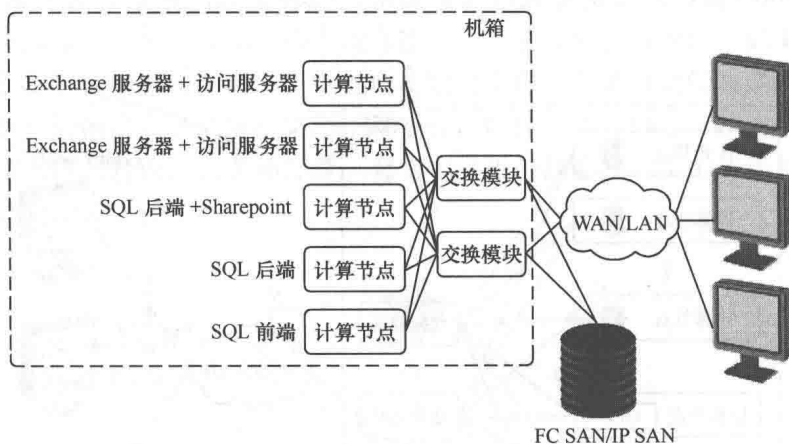 机箱
Exchange 服务器 + 访问服务器 计算节点
Exchange 服务器 + 访问服务器 计算节点
交换模块
SQL 后端 +Sharepoint 计算节点
WAN/LAN
交换模块
SQL 后端 计算节点
SQL 前端 计算节点
FC SAN/IP SAN